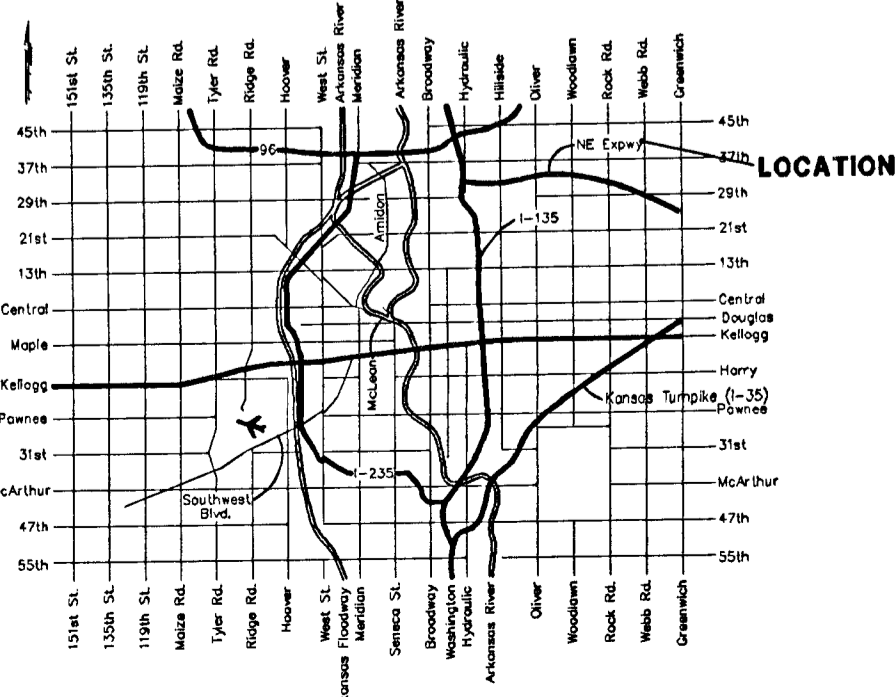 151st St.
135th St.
119th St.
Maize Rd.
Tyler Rd.
Ridge Rd.
Hoover
West St.
Arkansas River
Meridian
Arkansas River
Broadway
Hydraulic
Hillside
Oliver
Woodlawn
Rock Rd.
Webb Rd.
Greenwich
45th
37th
29th
21st
13th
Central
Maple
Kellogg
Pawnee
31st
cArthur
47th
55th
96
NE Expwy
LOCATION
I-135
Amidon
McLean
Kansas Turnpike (I-35)
I-235
Southwest
Blvd.
45th
37th
29th
21st
13th
Central
Douglas
Kellogg
Harry
Pawnee
31st
McArthur
47th
55th
151st St.
135th St.
119th St.
Maize Rd.
Tyler Rd.
Ridge Rd.
Hoover
West St.
ansas Floodway
Meridian
Seneca St.
Broadway
Washington
Hydraulic
Arkansas River
Oliver
Woodlawn
Rock Rd.
Webb Rd.
Greenwich